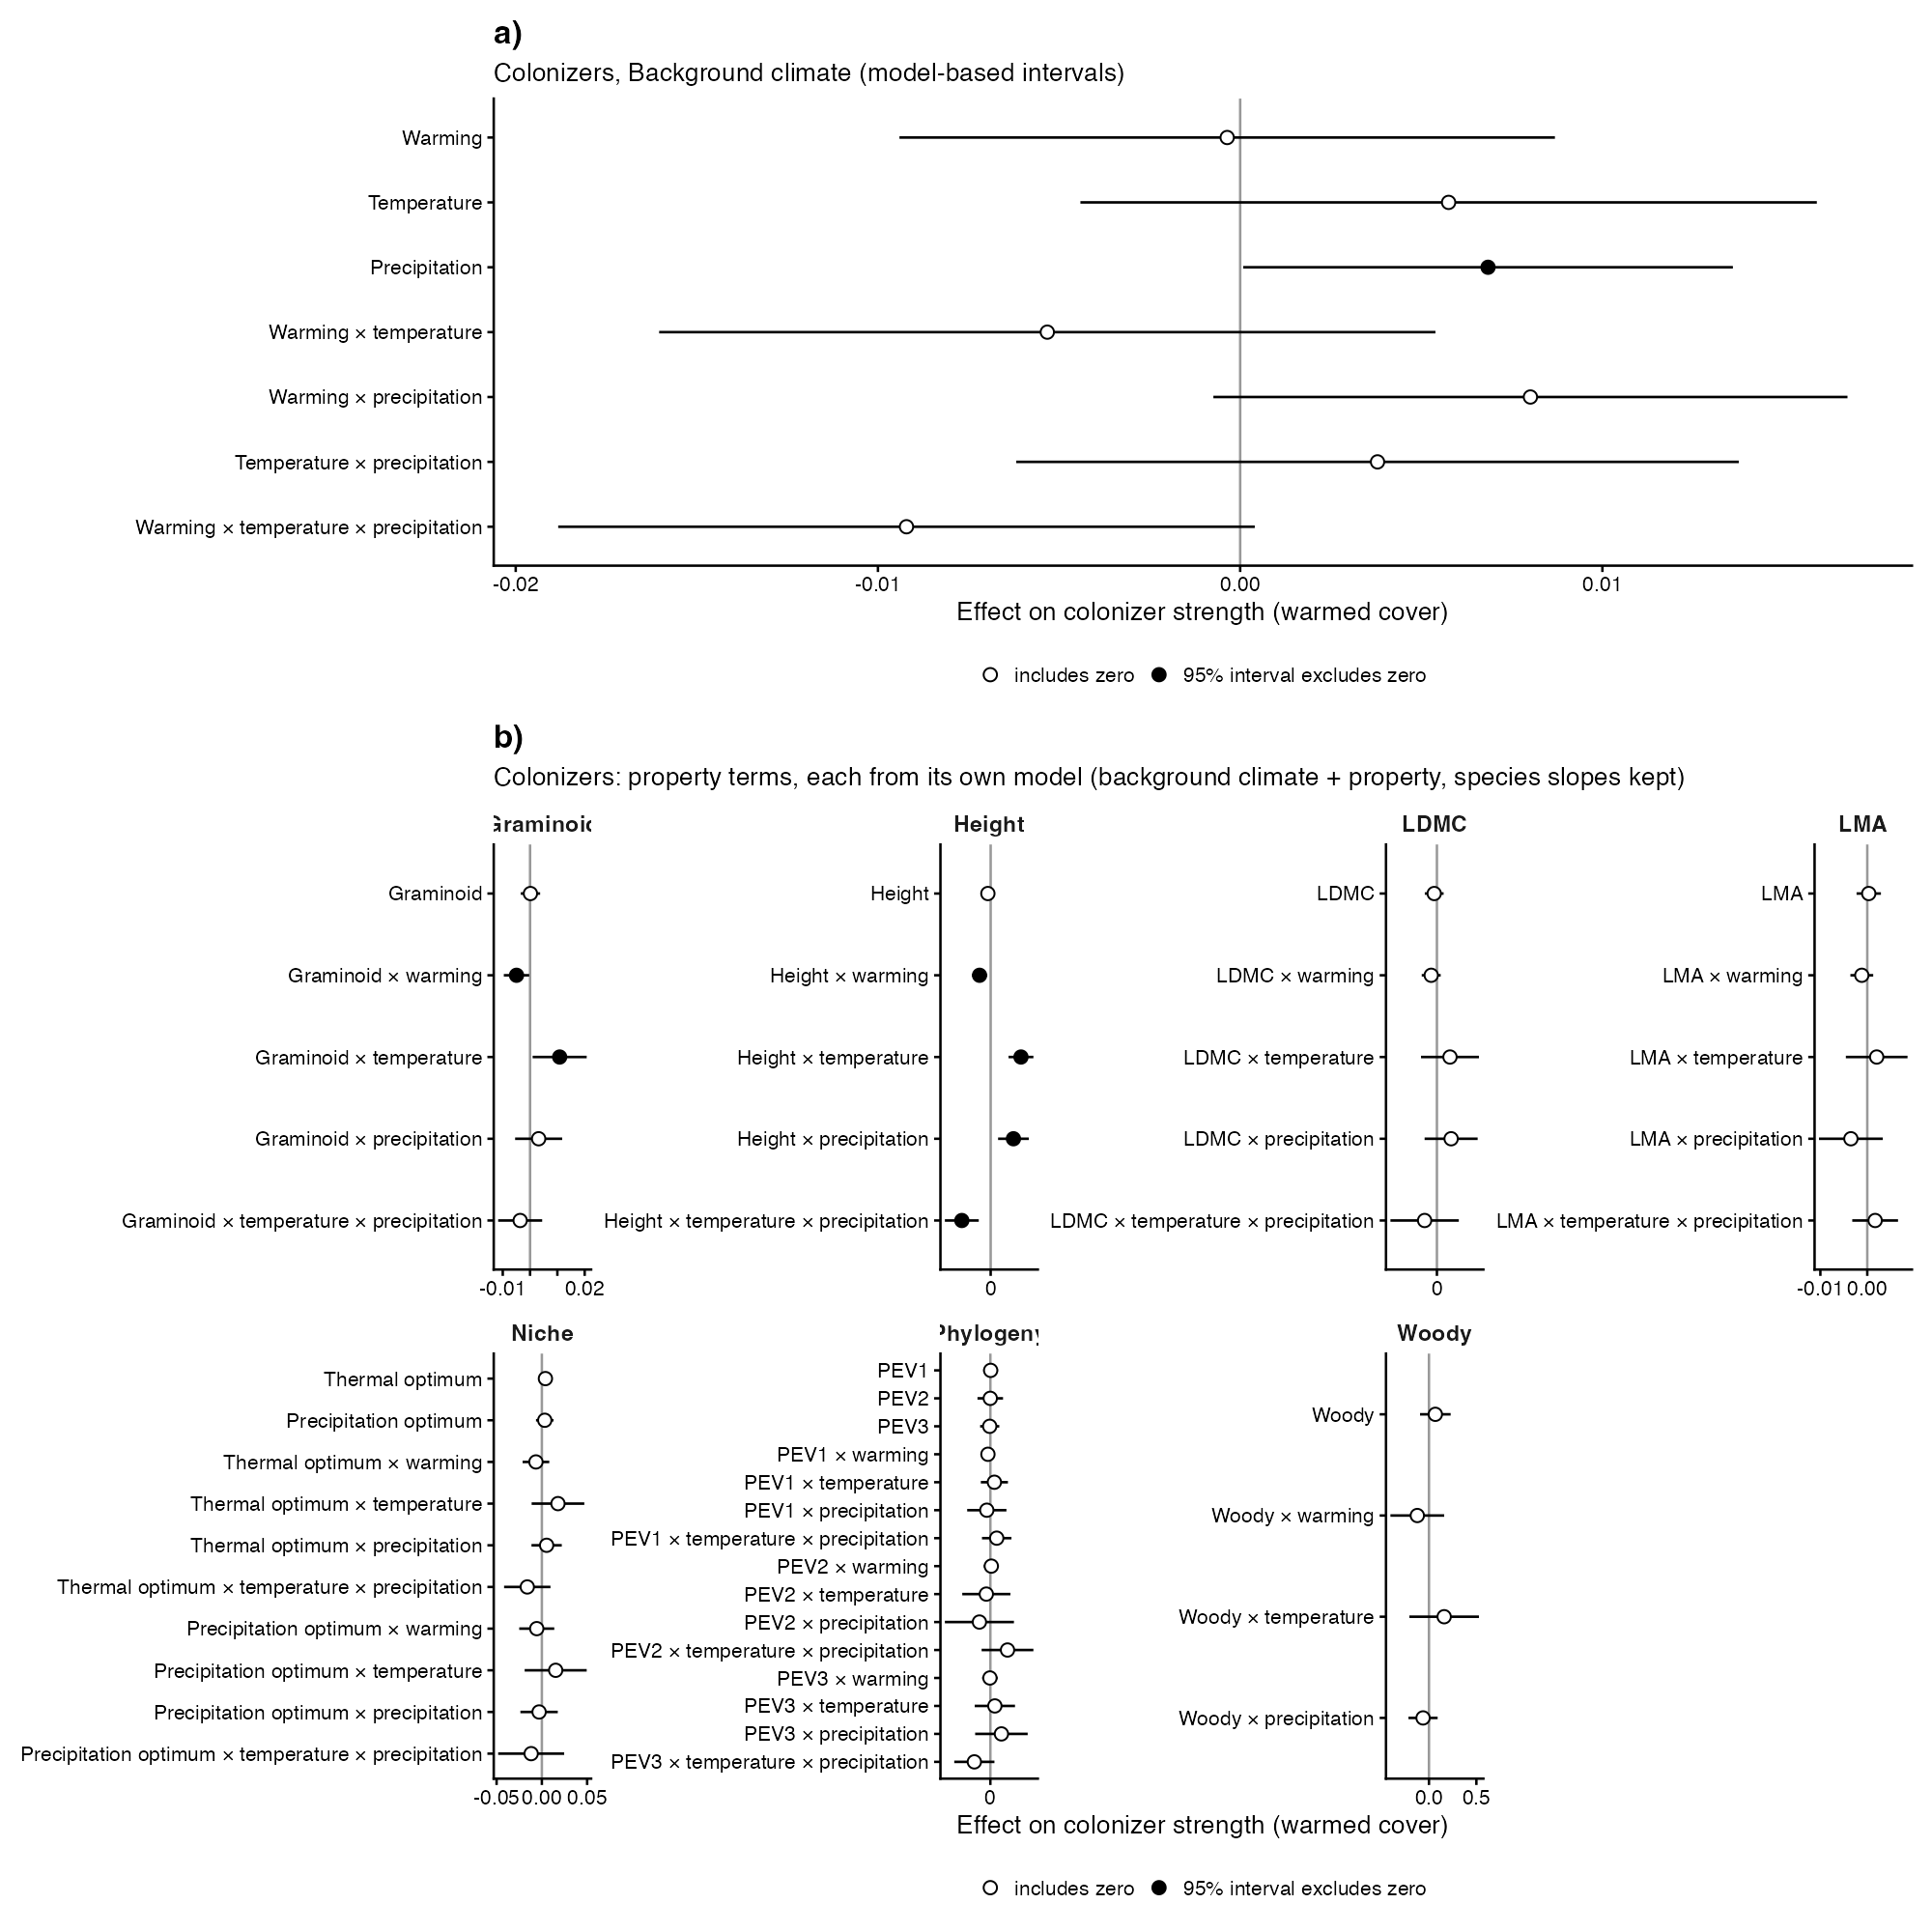 a)
Colonizers, Background climate (model-based intervals)
Warming
Temperature
Precipitation
Warming × temperature
Warming × precipitation
Temperature × precipitation
Warming × temperature × precipitation
-0.02 -0.01 0.00 0.01
Effect on colonizer strength (warmed cover)
includes zero 95% interval excludes zero
b)
Colonizers: property terms, each from its own model (background climate + property, species slopes kept)
Graminoid
Graminoid
Graminoid × warming
Graminoid × temperature
Graminoid × precipitation
Graminoid × temperature × precipitation
-0.01 0.02
Height
Height
Height × warming
Height × temperature
Height × precipitation
Height × temperature × precipitation
0
LDMC
LDMC
LDMC × warming
LDMC × temperature
LDMC × precipitation
LDMC × temperature × precipitation
0
LMA
LMA
LMA × warming
LMA × temperature
LMA × precipitation
LMA × temperature × precipitation
-0.01 0.00
Niche
Thermal optimum
Precipitation optimum
Thermal optimum × warming
Thermal optimum × temperature
Thermal optimum × precipitation
Thermal optimum × temperature × precipitation
Precipitation optimum × warming
Precipitation optimum × temperature
Precipitation optimum × precipitation
Precipitation optimum × temperature × precipitation
-0.05 0.00 0.05
Phylogeny
PEV1
PEV2
PEV3
PEV1 × warming
PEV1 × temperature
PEV1 × precipitation
PEV1 × temperature × precipitation
PEV2 × warming
PEV2 × temperature
PEV2 × precipitation
PEV2 × temperature × precipitation
PEV3 × warming
PEV3 × temperature
PEV3 × precipitation
PEV3 × temperature × precipitation
0
Woody
Woody
Woody × warming
Woody × temperature
Woody × precipitation
0.0 0.5
Effect on colonizer strength (warmed cover)
includes zero 95% interval excludes zero